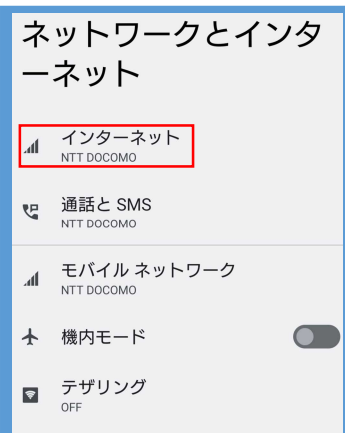 ネットワークとインタ
ーネット
インターネット
NTT DOCOMO
通話と SMS
NTT DOCOMO
モバイル ネットワーク
NTT DOCOMO
機内モード
テザリング
OFF